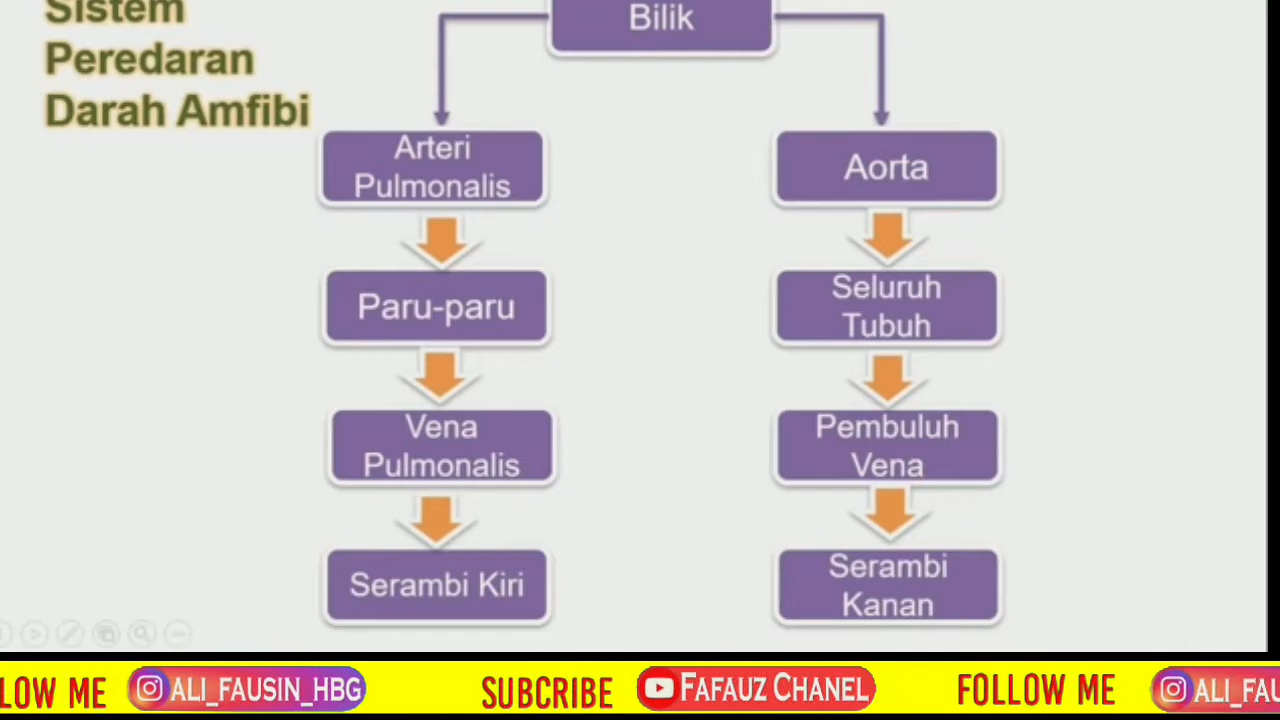 Sistem
Peredaran
Darah Amfibi
Bilik
Arteri
Pulmonalis
Paru-paru
Vena
Pulmonalis
Serambi Kiri
Aorta
Seluruh
Tubuh
Pembuluh
Vena
Serambi
Kanan
LOW ME ALI_FAUSIN_HBG SUBCRIBE FAFAUZ CHANEL FOLLOW ME ALI_FAU